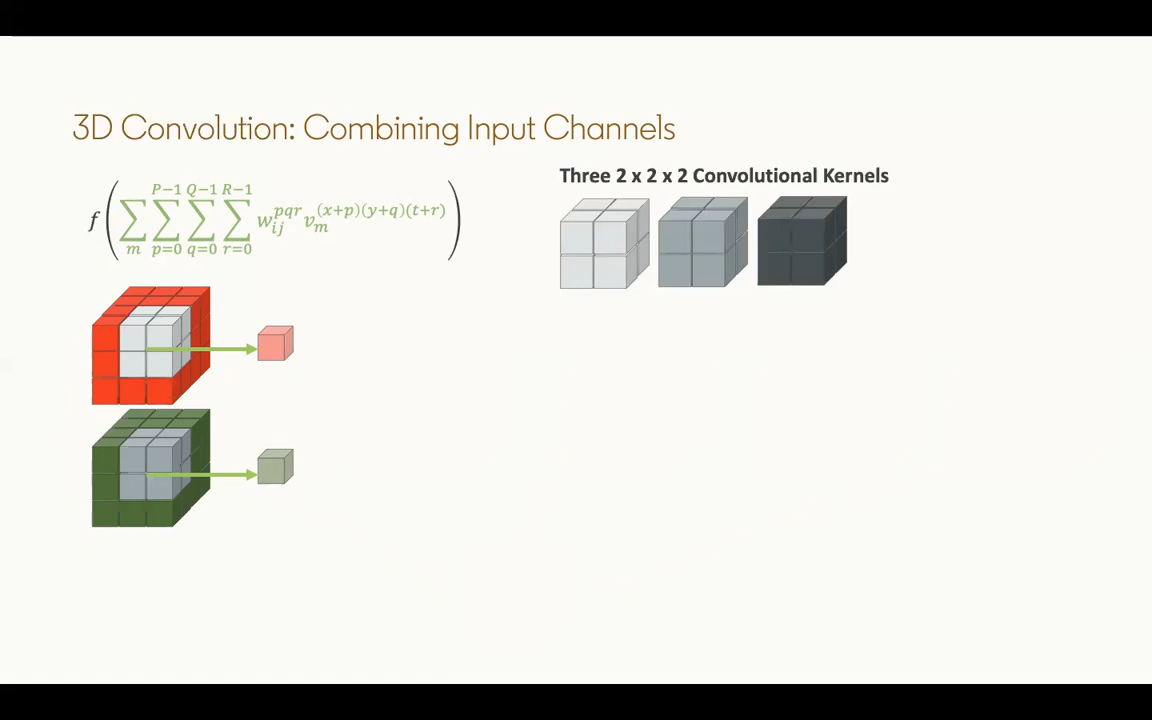 3D Convolution: Combining Input Channels
f(∑_m ∑_{p=0}^{P−1} ∑_{q=0}^{Q−1} ∑_{r=0}^{R−1} w_{ij}^{pqr} v_m^{(x+p)(y+q)(t+r)})
Three 2 x 2 x 2 Convolutional Kernels